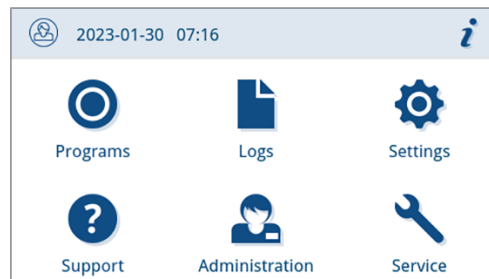 2023-01-30 07:16 i
Programs Logs Settings
?
Support Administration Service